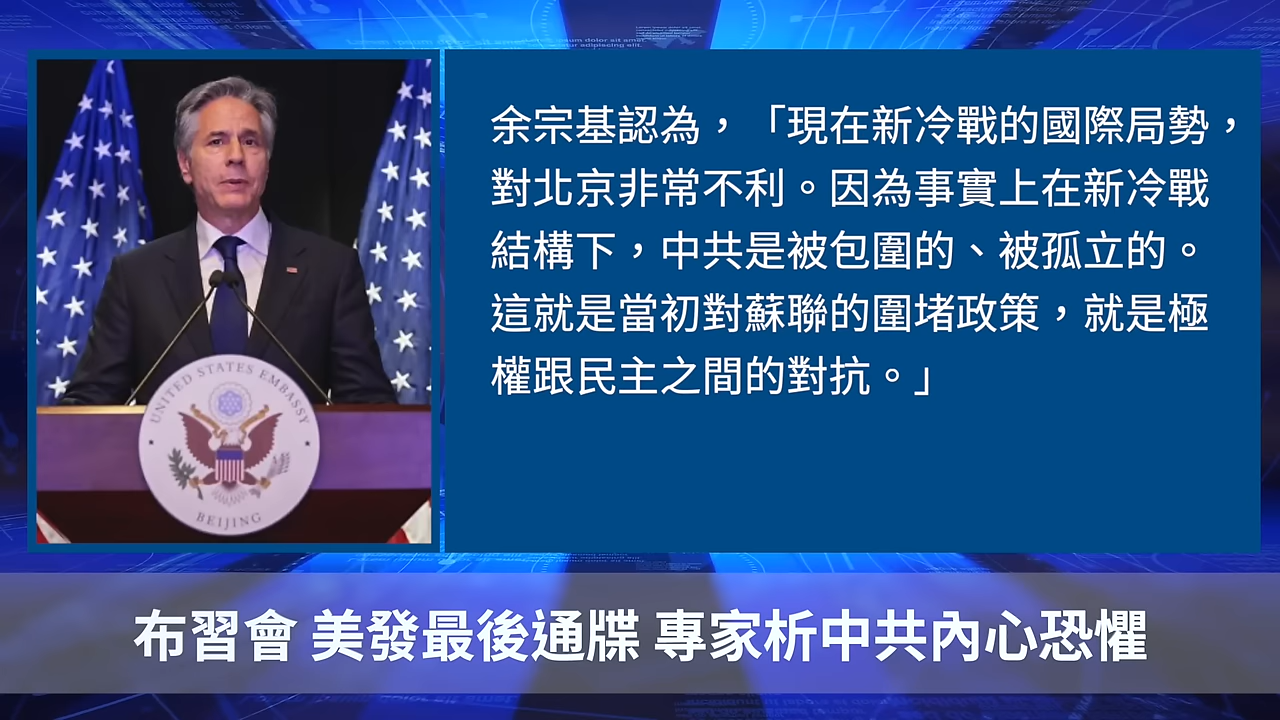 余宗基認為，「現在新冷戰的國際局勢，
對北京非常不利。因為事實上在新冷戰
結構下，中共是被包圍的、被孤立的。
這就是當初對蘇聯的圍堵政策，就是極
權跟民主之間的對抗。」
UNITED STATES EMBASSY
BEIJING
布習會 美發最後通牒 專家析中共內心恐懼